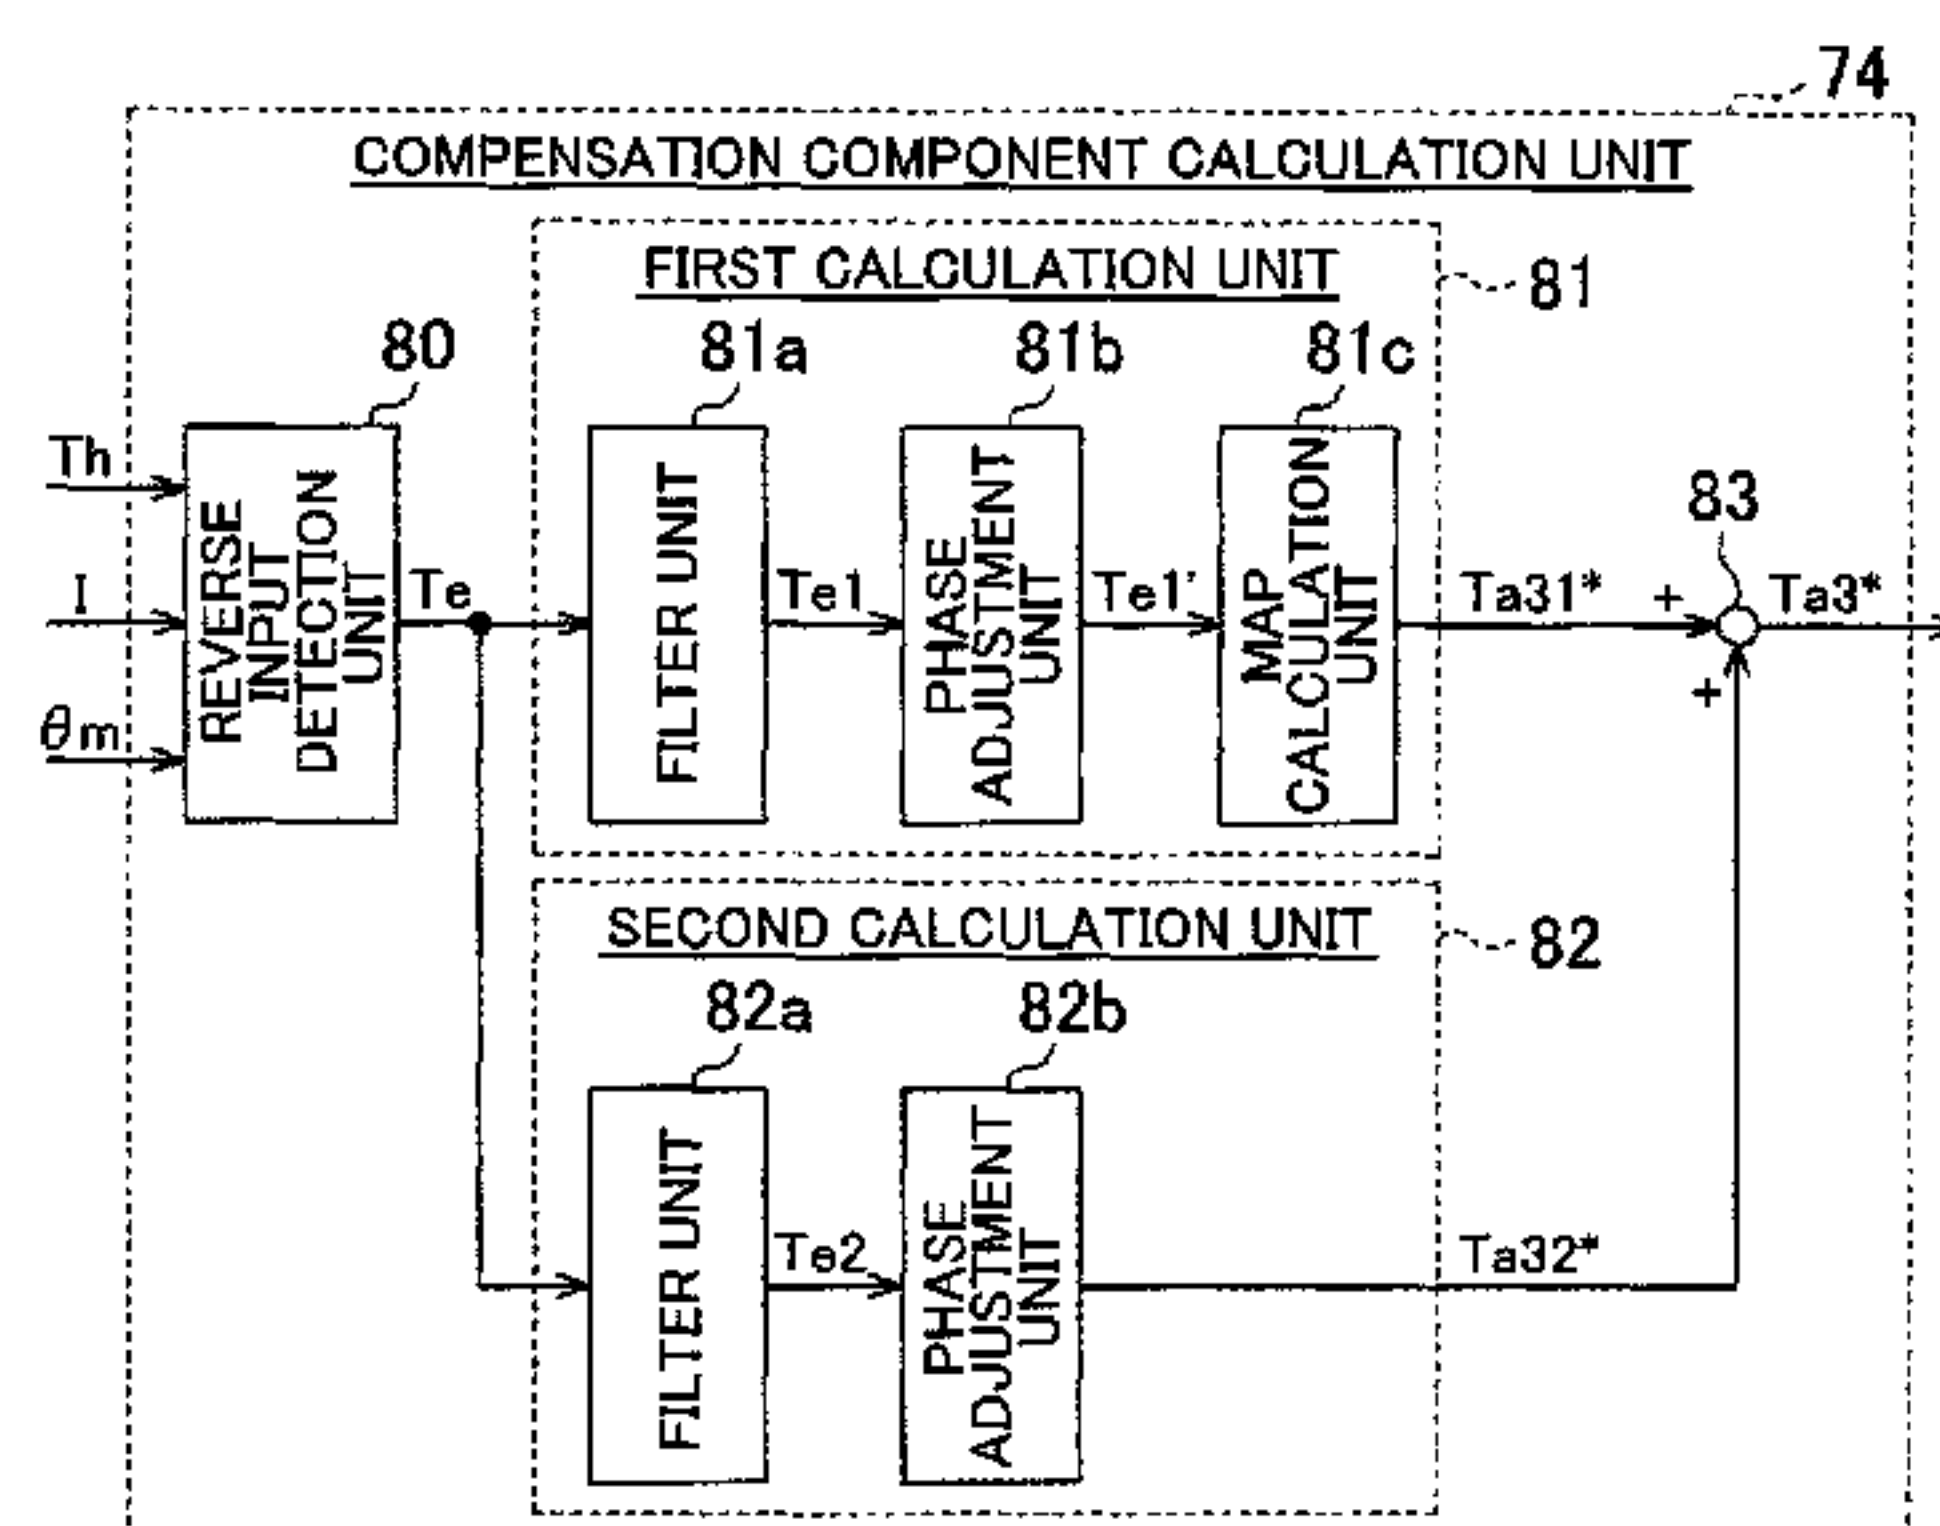 74
COMPENSATION COMPONENT CALCULATION UNIT
FIRST CALCULATION UNIT
81
80
81a
81b
81c
Th
I
θm
REVERSE
INPUT
DETECTION
UNIT
Te
FILTER UNIT
Te1
PHASE
ADJUSTMENT
UNIT
Te1'
MAP
CALCULATION
UNIT
Ta31*
+
+
83
Ta3*
SECOND CALCULATION UNIT
82
82a
82b
FILTER UNIT
Te2
PHASE
ADJUSTMENT
UNIT
Ta32*